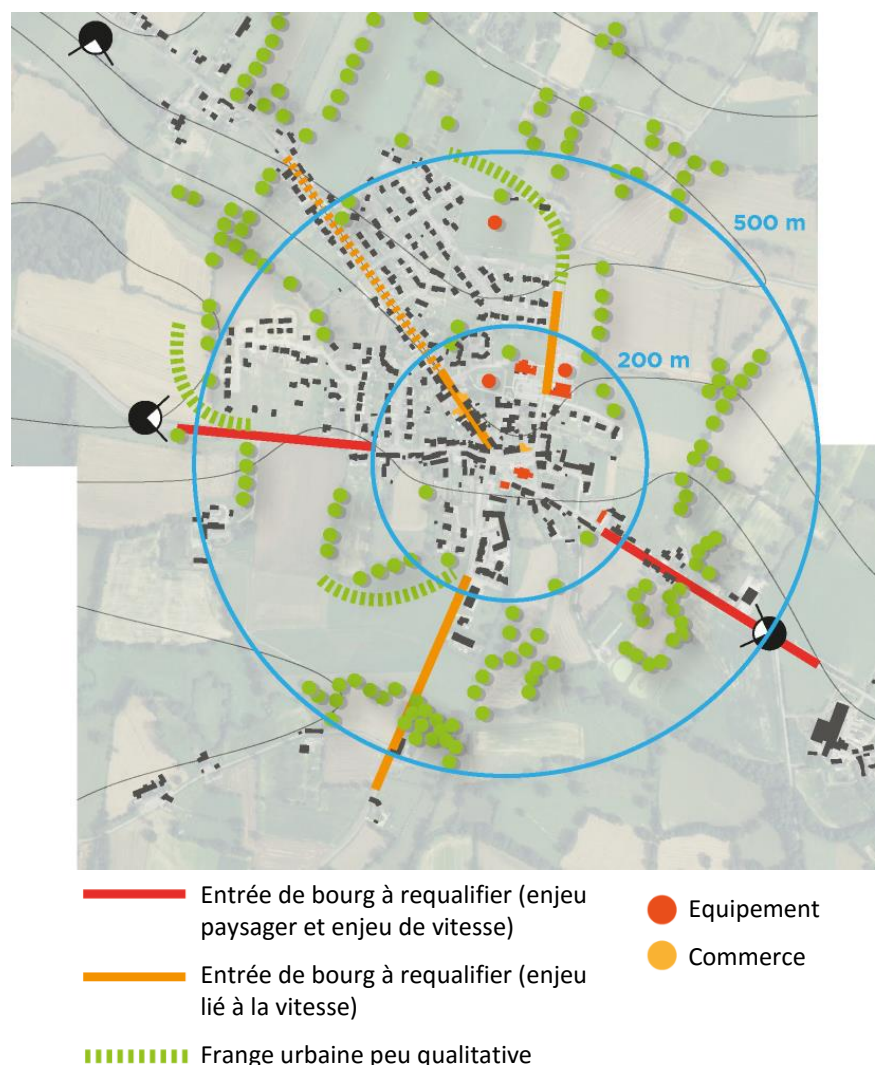 500 m
200 m
Entrée de bourg à requalifier (enjeu
paysager et enjeu de vitesse)
Entrée de bourg à requalifier (enjeu
lié à la vitesse)
Frange urbaine peu qualitative
Equipement
Commerce